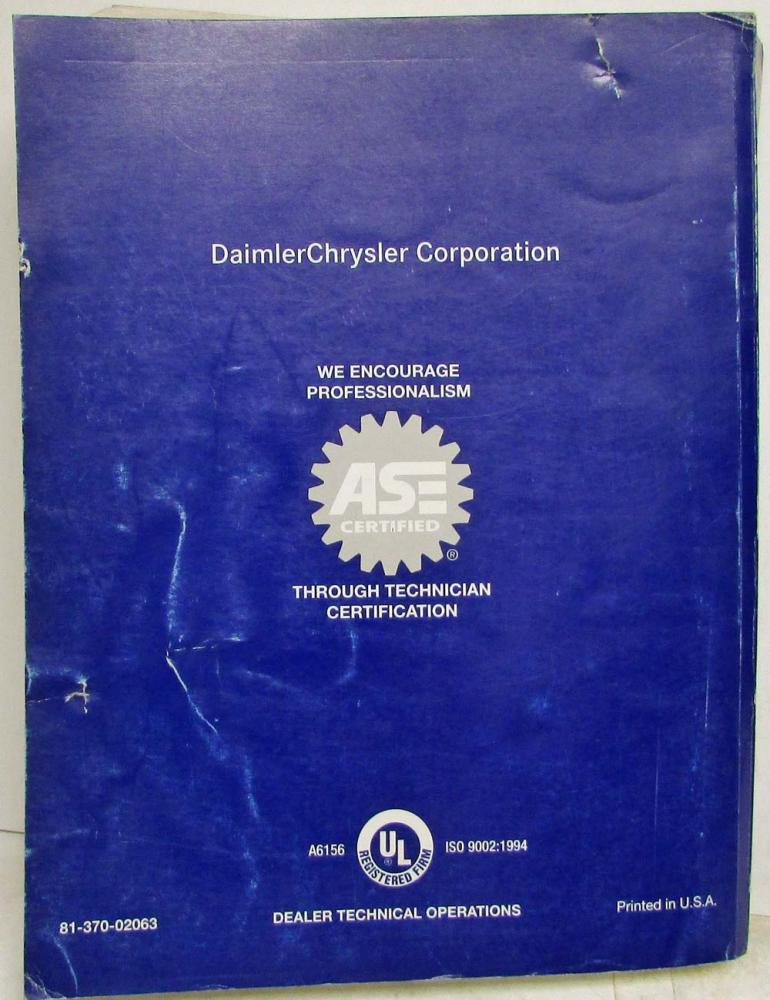 DaimlerChrysler Corporation
WE ENCOURAGE
PROFESSIONALISM
ASE
CERTIFIED
®
THROUGH TECHNICIAN
CERTIFICATION
A6156
UL
®
REGISTERED FIRM
ISO 9002:1994
81-370-02063
DEALER TECHNICAL OPERATIONS
Printed in U.S.A.